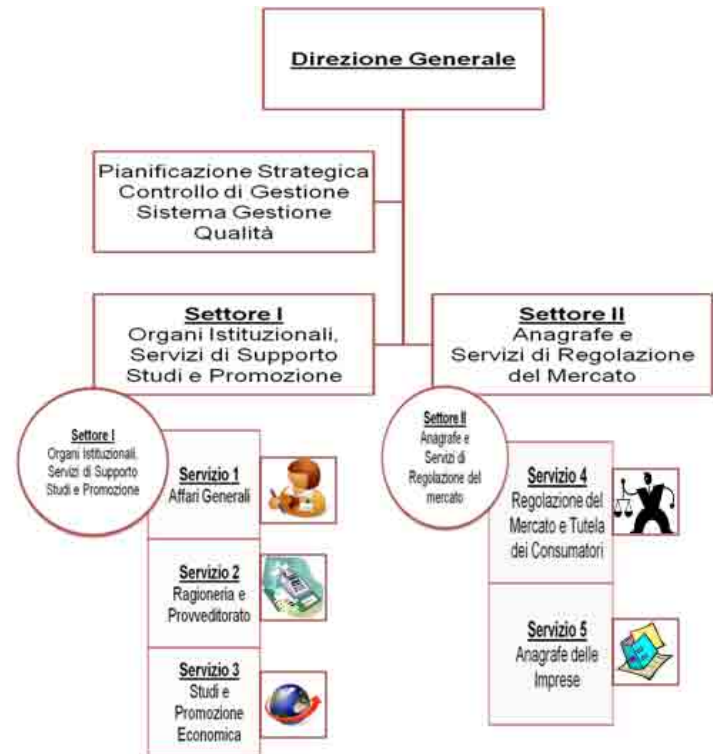 Direzione Generale
Pianificazione Strategica
Controllo di Gestione
Sistema Gestione
Qualità
Settore I
Organi Istituzionali,
Servizi di Supporto
Studi e Promozione
Settore II
Anagrafe e
Servizi di Regolazione
del Mercato
Settore I
Organi Istituzionali,
Servizi di Supporto
Studi e Promozione
Servizio 1
Affari Generali
Servizio 2
Ragioneria e
Provveditorato
Servizio 3
Studi e
Promozione
Economica
Settore II
Anagrafe e
Servizi di
Regolazione del
mercato
Servizio 4
Regolazione del
Mercato e Tutela
dei Consumatori
Servizio 5
Anagrafe delle
Imprese